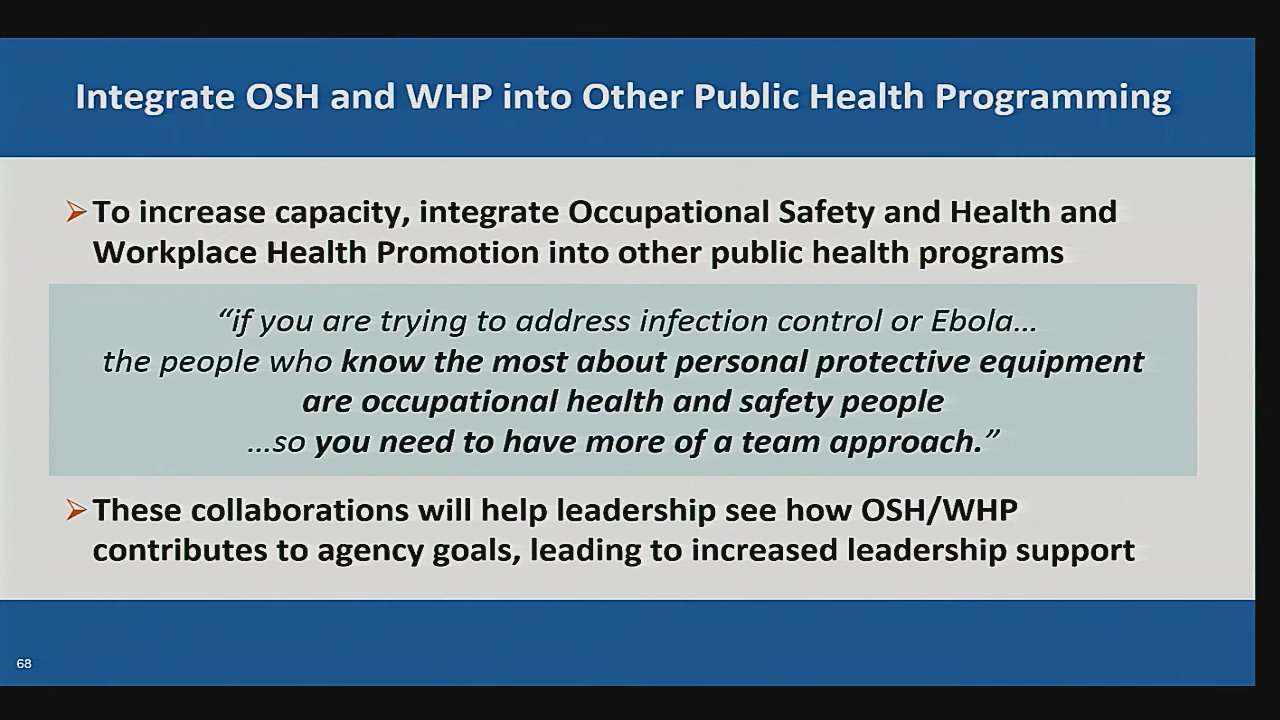 Integrate OSH and WHP into Other Public Health Programming
➢To increase capacity, integrate Occupational Safety and Health and
Workplace Health Promotion into other public health programs
“if you are trying to address infection control or Ebola...
the people who know the most about personal protective equipment
are occupational health and safety people
...so you need to have more of a team approach.”
➢These collaborations will help leadership see how OSH/WHP
contributes to agency goals, leading to increased leadership support
68